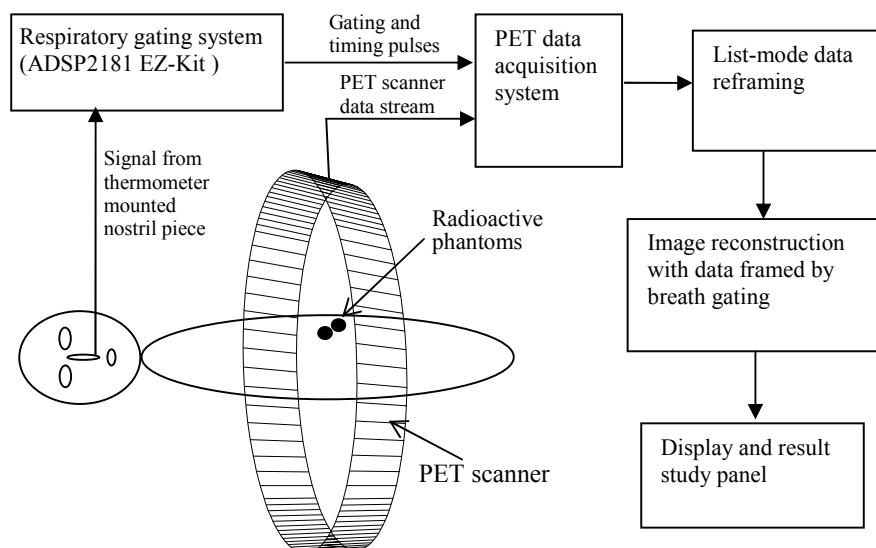 Respiratory gating system
(ADSP2181 EZ-Kit )
Gating and
timing pulses
PET scanner
data stream
PET data
acquisition
system
List-mode data
reframing
Signal from
thermometer
mounted
nostril piece
Radioactive
phantoms
Image reconstruction
with data framed by
breath gating
PET scanner
Display and result
study panel